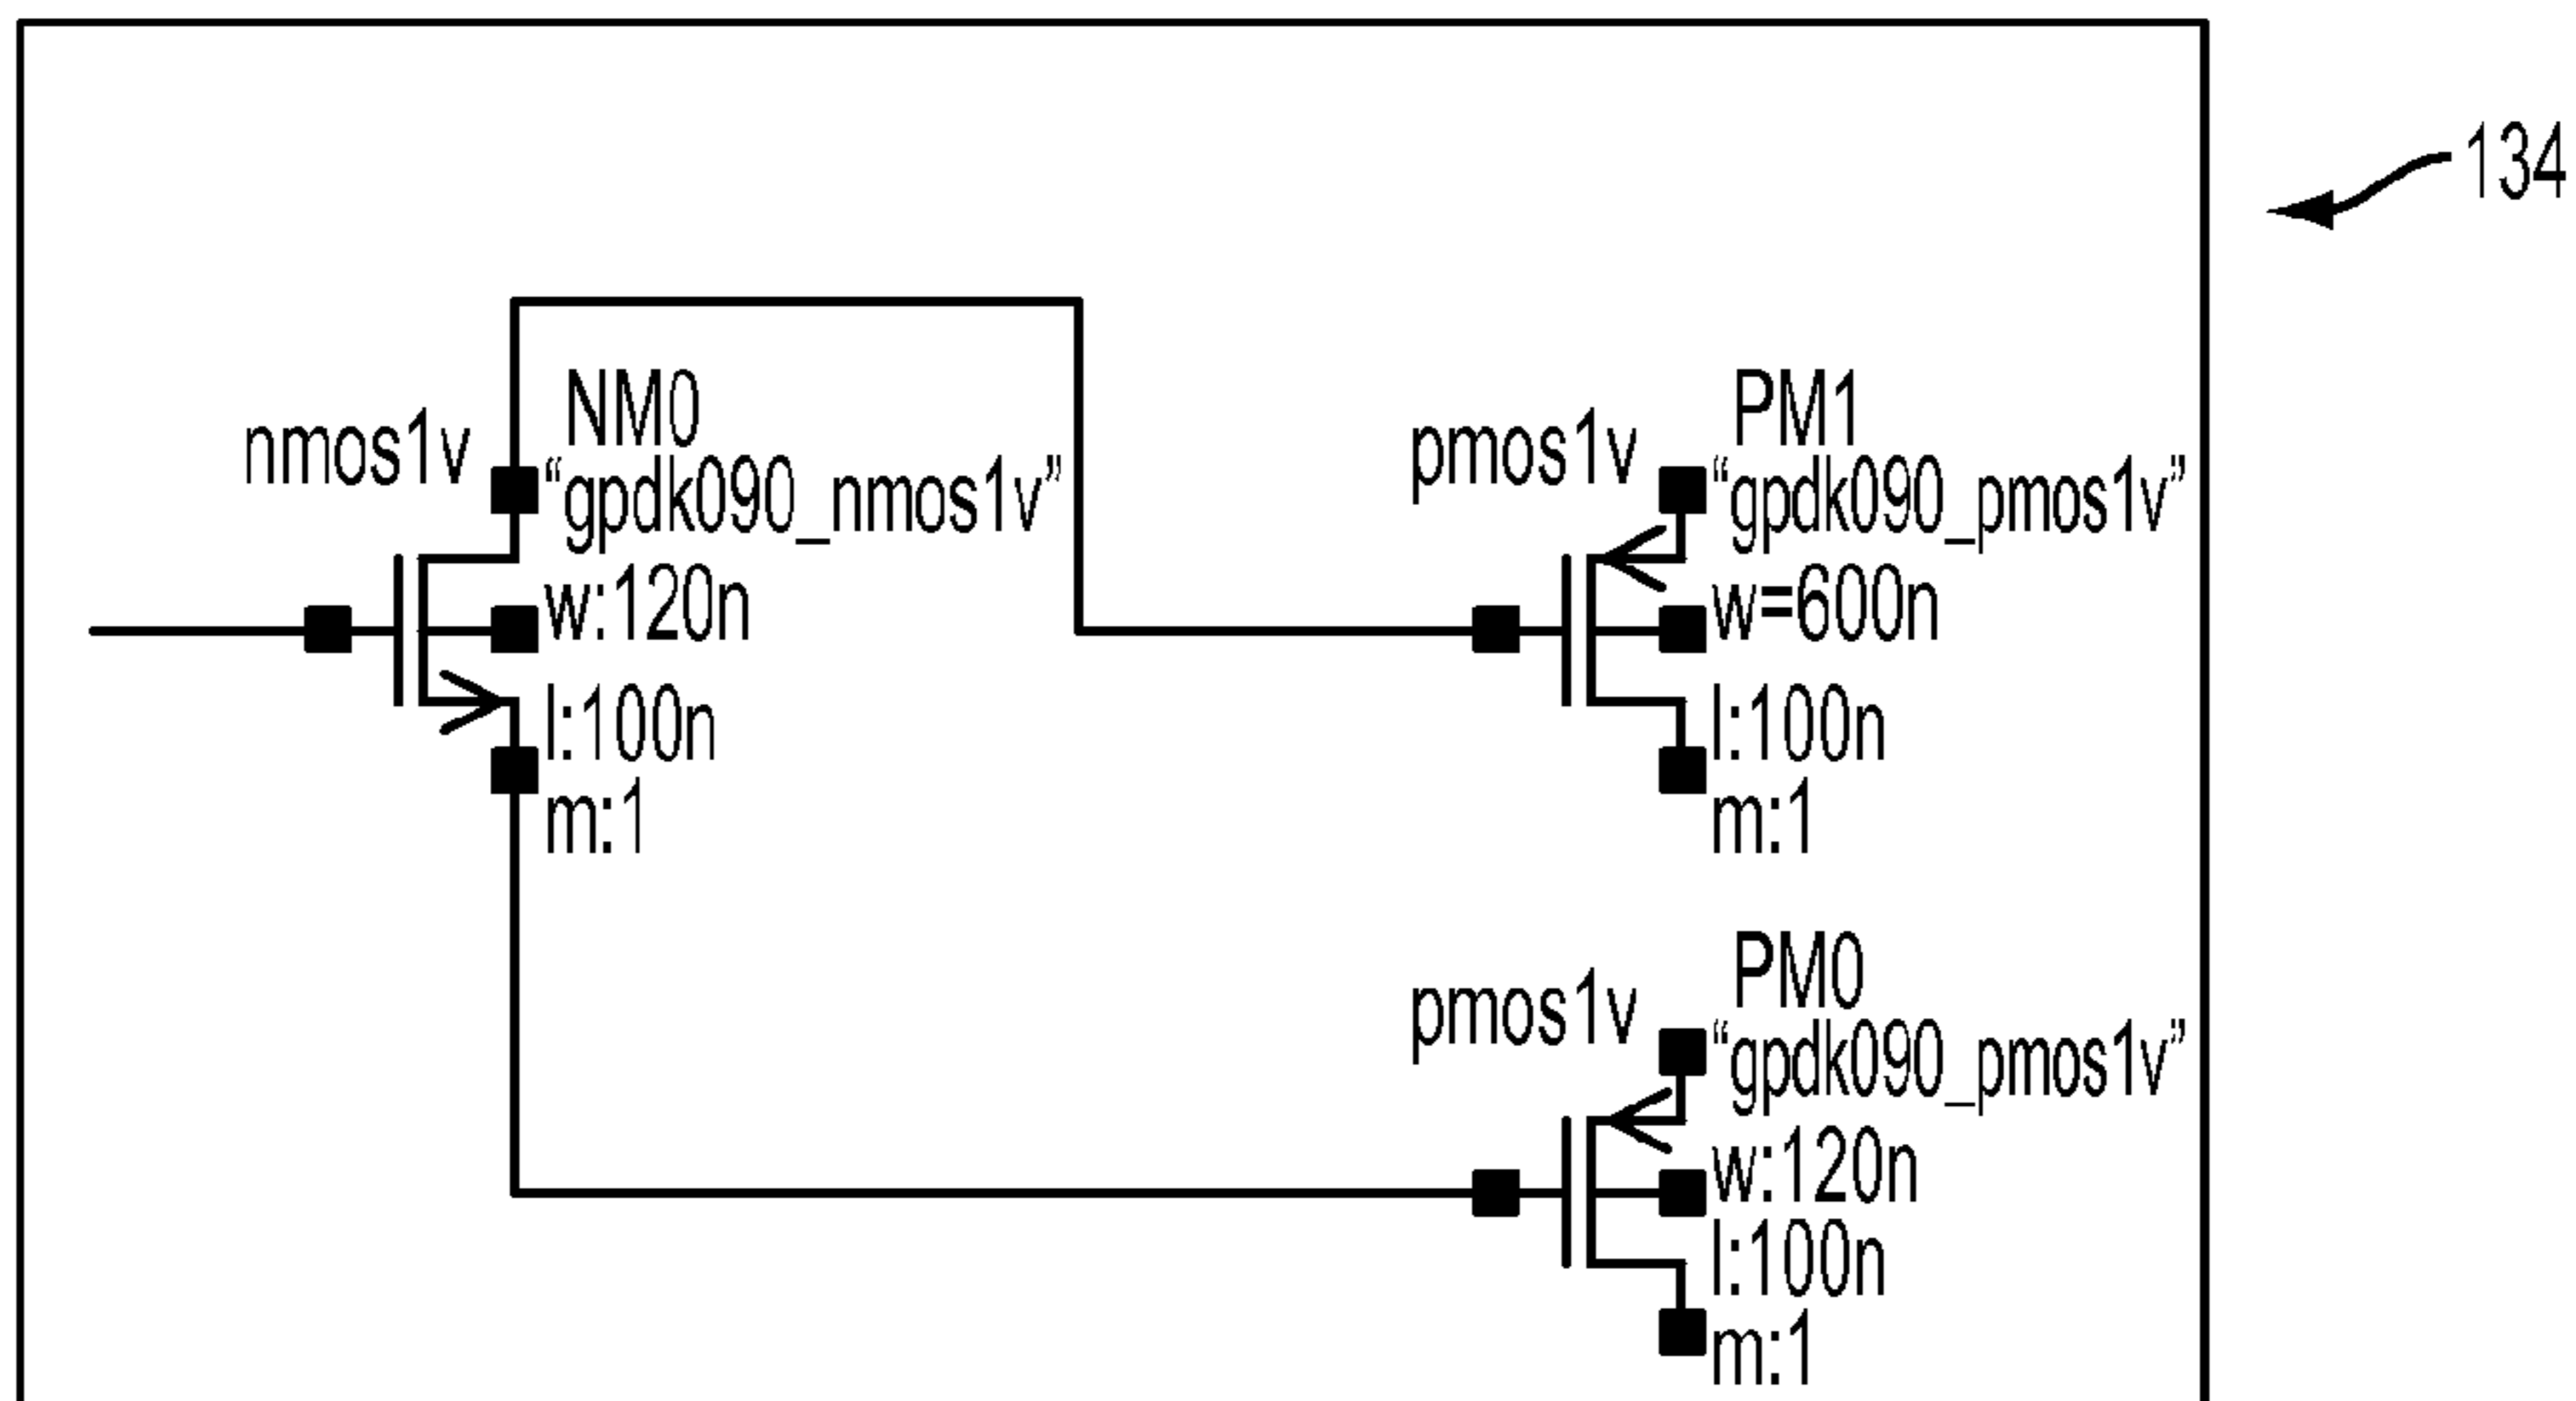 134
nmos1v
NM0
“gpdk090_nmos1v”
w:120n
l:100n
m:1
pmos1v
PM1
“gpdk090_pmos1v”
w=600n
l:100n
m:1
pmos1v
PM0
“gpdk090_pmos1v”
w:120n
l:100n
m:1